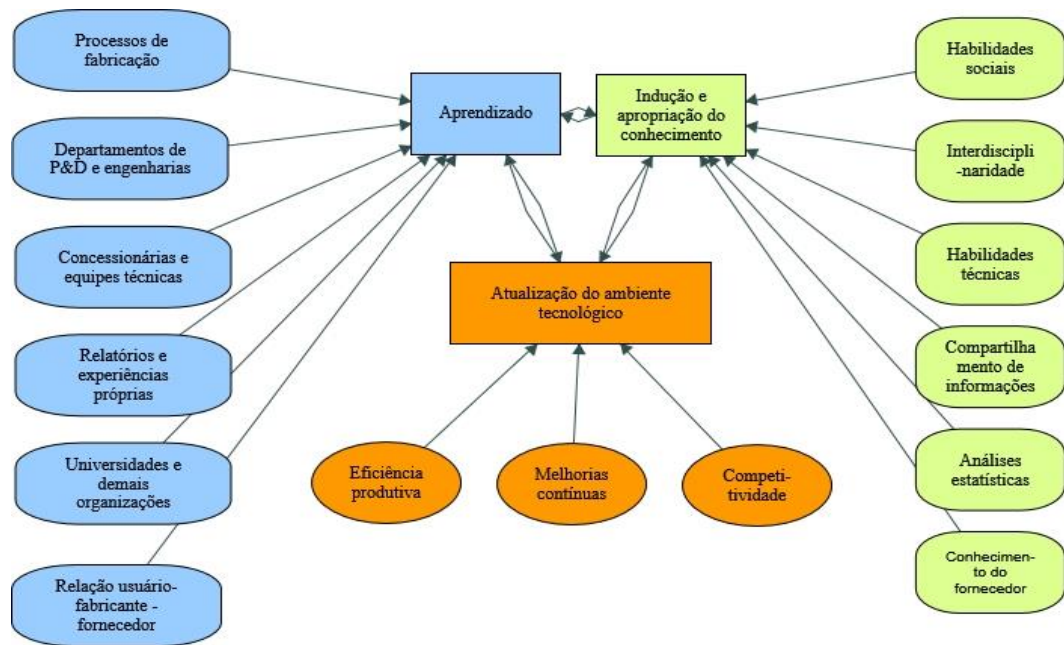 Processos de
fabricação
Departamentos de
P&D e engenharias
Concessionárias e
equipes técnicas
Relatórios e
experiências
próprias
Universidades e
demais
organizações
Relação usuário-
fabricante -
fornecedor
Aprendizado
Indução e
apropriação do
conhecimento
Atualização do ambiente
tecnológico
Eficiência
produtiva
Melhorias
contínuas
Competi-
tividade
Habilidades
sociais
Interdiscipli
-naridade
Habilidades
técnicas
Compartilha
mento de
informações
Análises
estatísticas
Conhecimen-
to do
fornecedor